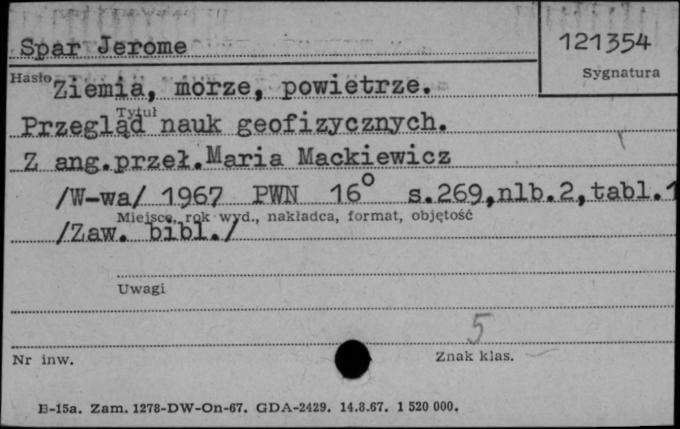 Spar Jerome
121354
Sygnatura
Hasło
Ziemia, morze, powietrze.
Tytuł
Przegląd nauk geofizycznych.
Z ang.przeł.Maria Mackiewicz
/W-wa/ 1967 PWN 16° s.269,nlb.2,tabl.1
Miejsce, rok wyd., nakładca, format, objętość
/Zaw. bibl./
Uwagi
5
Nr inw.
Znak klas.
B-15a. Zam. 1278-DW-On-67. GDA-2429. 14.8.67. 1 520 000.